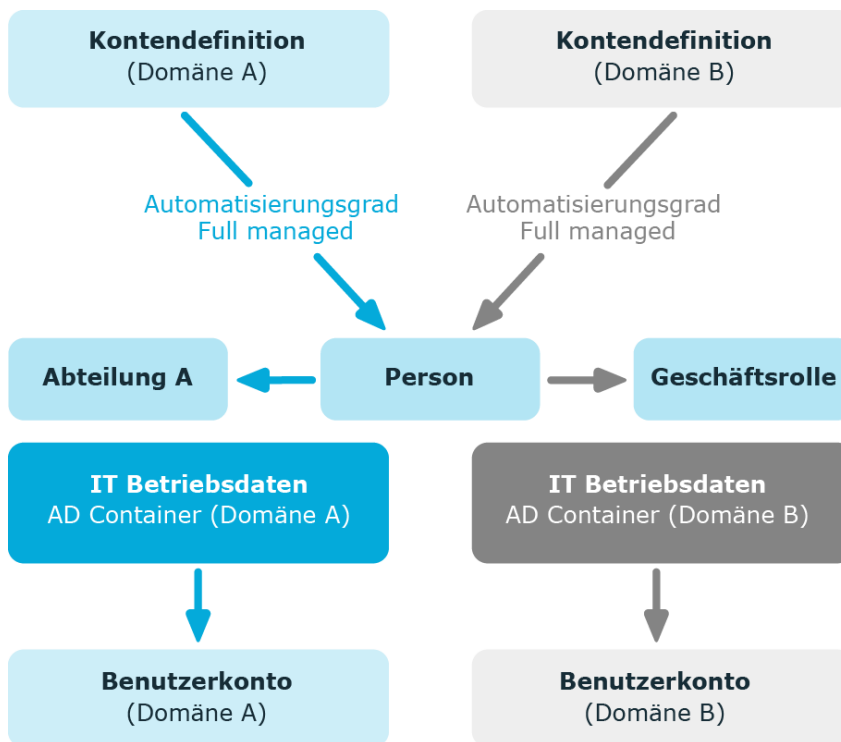 Kontendefinition
(Domäne A)
Kontendefinition
(Domäne B)
Automatisierungsgrad
Full managed
Automatisierungsgrad
Full managed
Abteilung A
Person
Geschäftsrolle
IT Betriebsdaten
AD Container (Domäne A)
IT Betriebsdaten
AD Container (Domäne B)
Benutzerkonto
(Domäne A)
Benutzerkonto
(Domäne B)